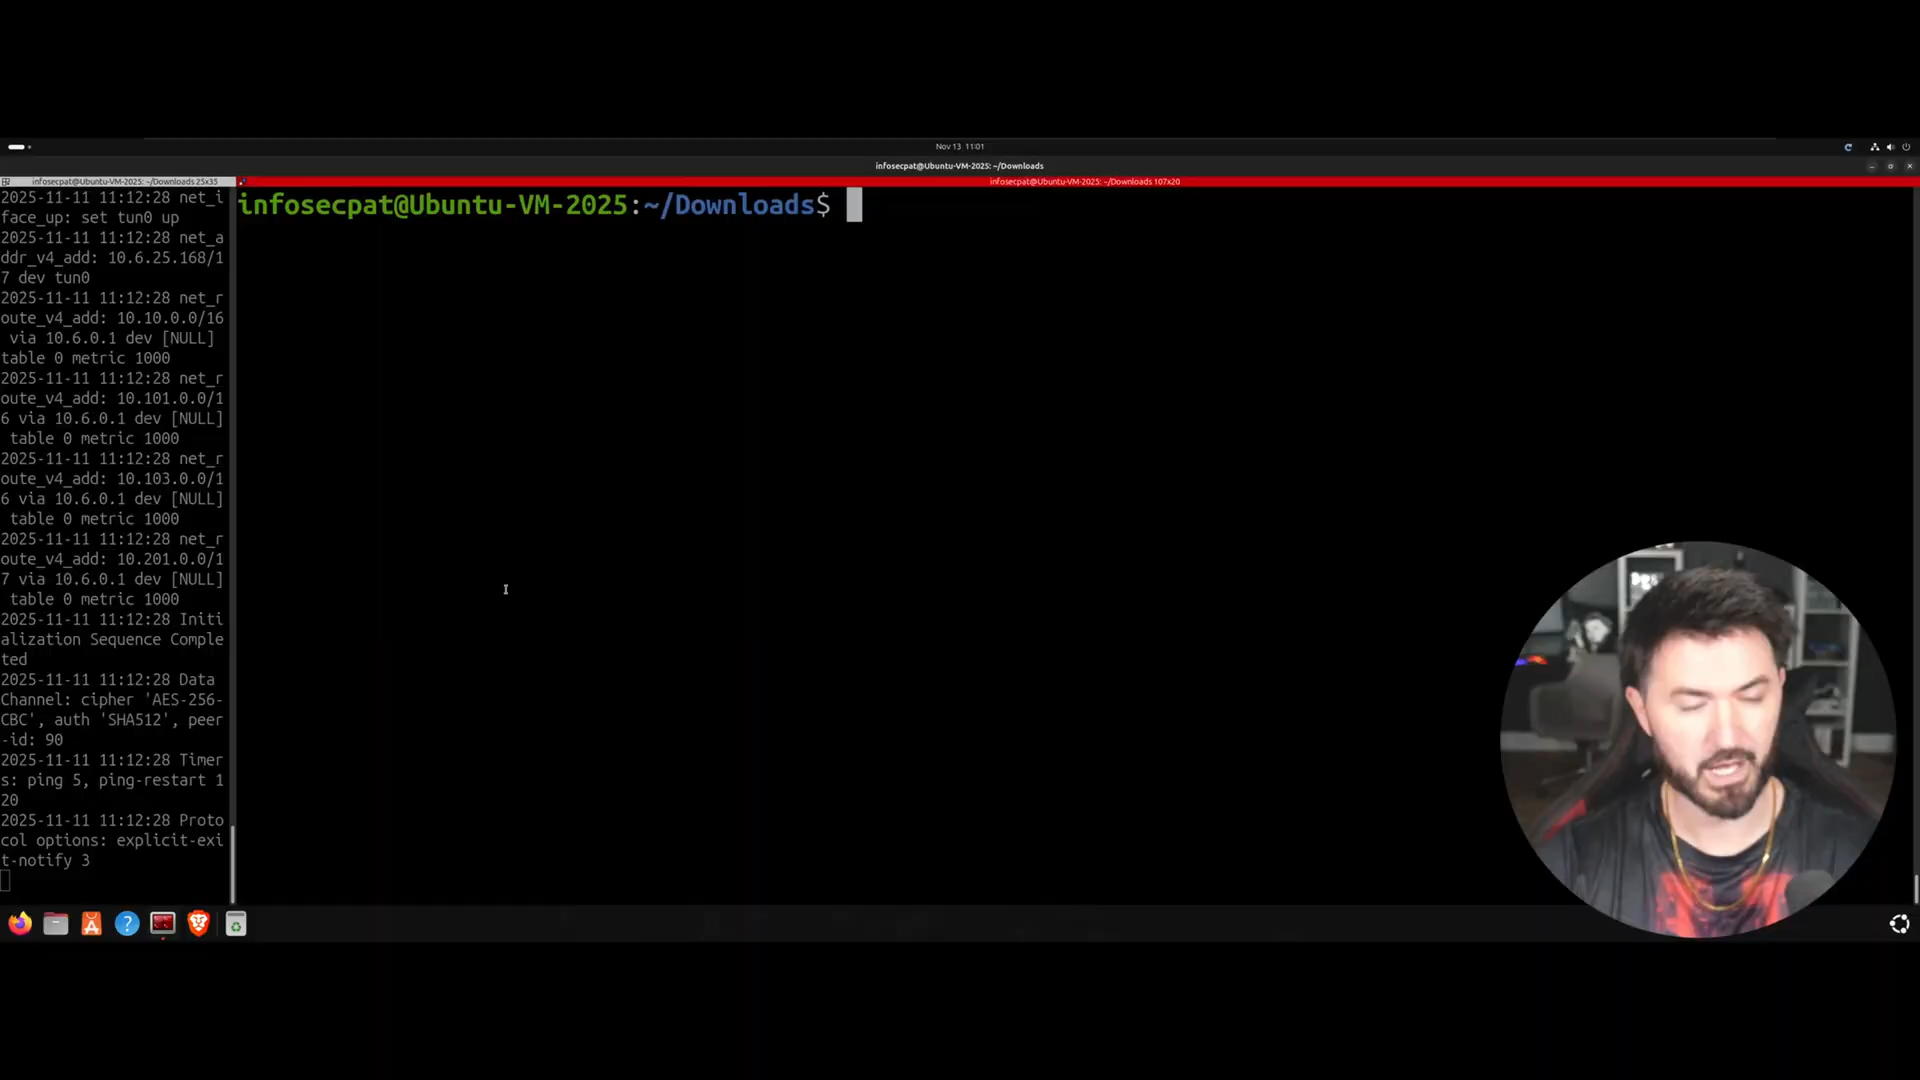 Nov 13 11:01
infosecpat@Ubuntu-VM-2025: ~/Downloads
infosecpat@Ubuntu-VM-2025: ~/Downloads 25x35
infosecpat@Ubuntu-VM-2025: ~/Downloads 107x20
2025-11-11 11:12:28 net_i
face_up: set tun0 up
2025-11-11 11:12:28 net_a
ddr_v4_add: 10.6.25.168/1
7 dev tun0
2025-11-11 11:12:28 net_r
oute_v4_add: 10.10.0.0/16
 via 10.6.0.1 dev [NULL]
table 0 metric 1000
2025-11-11 11:12:28 net_r
oute_v4_add: 10.101.0.0/1
6 via 10.6.0.1 dev [NULL]
 table 0 metric 1000
2025-11-11 11:12:28 net_r
oute_v4_add: 10.103.0.0/1
6 via 10.6.0.1 dev [NULL]
 table 0 metric 1000
2025-11-11 11:12:28 net_r
oute_v4_add: 10.201.0.0/1
7 via 10.6.0.1 dev [NULL]
 table 0 metric 1000
2025-11-11 11:12:28 Initi
alization Sequence Comple
ted
2025-11-11 11:12:28 Data
Channel: cipher 'AES-256-
CBC', auth 'SHA512', peer
-id: 90
2025-11-11 11:12:28 Timer
s: ping 5, ping-restart 1
20
2025-11-11 11:12:28 Proto
col options: explicit-exi
t-notify 3
infosecpat@Ubuntu-VM-2025:~/Downloads$